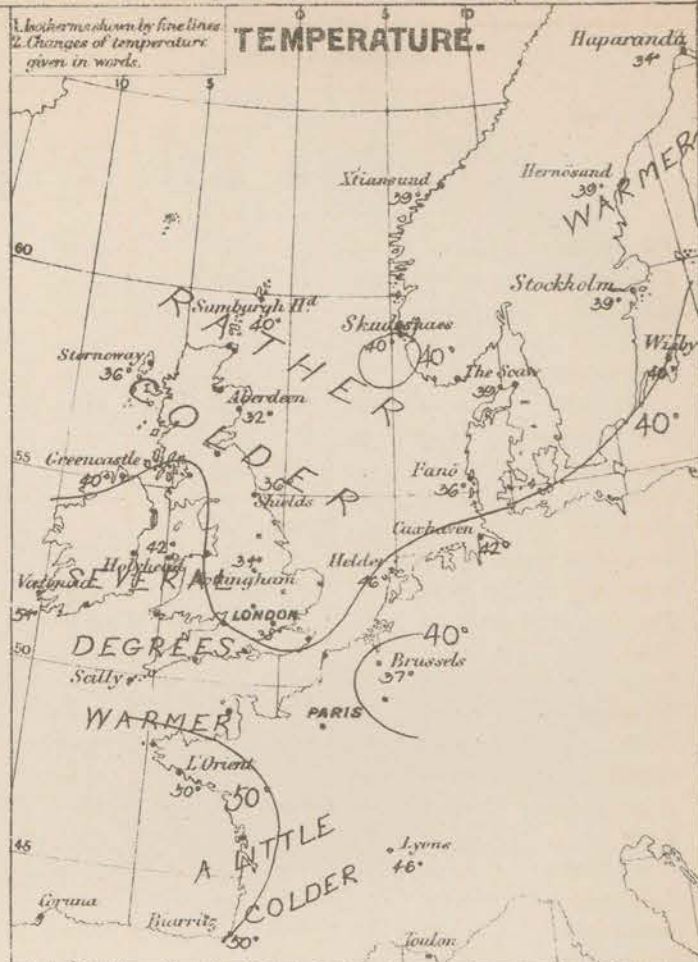 1. Isotherms shown by fine lines.
2. Changes of temperature
given in words.
TEMPERATURE.
10
5
0
5
10
Haparanda
34°
Xtiansund
39°
Hernösand
39°
WARMER
60
Sumburgh Hd
40°
Stockholm
39°
Skudesnaes
40°
40°
Wisby
40°
Stornoway
36°
The Scaw
39°
RATHER
COLDER
Aberdeen
32°
40°
55
Greencastle
40°
36°
Shields
Fanö
36°
Cuxhaven
42°
42°
Holyhead
34°
Nottingham
Helder
46°
Valencia
54°
SEVERAL
LONDON
38°
DEGREES
40°
50
Scilly
Brussels
37°
WARMER
PARIS
L'Orient
50°
50
45
A LITTLE
COLDER
Lyons
46°
Coruna
Biarritz
50°
Toulon